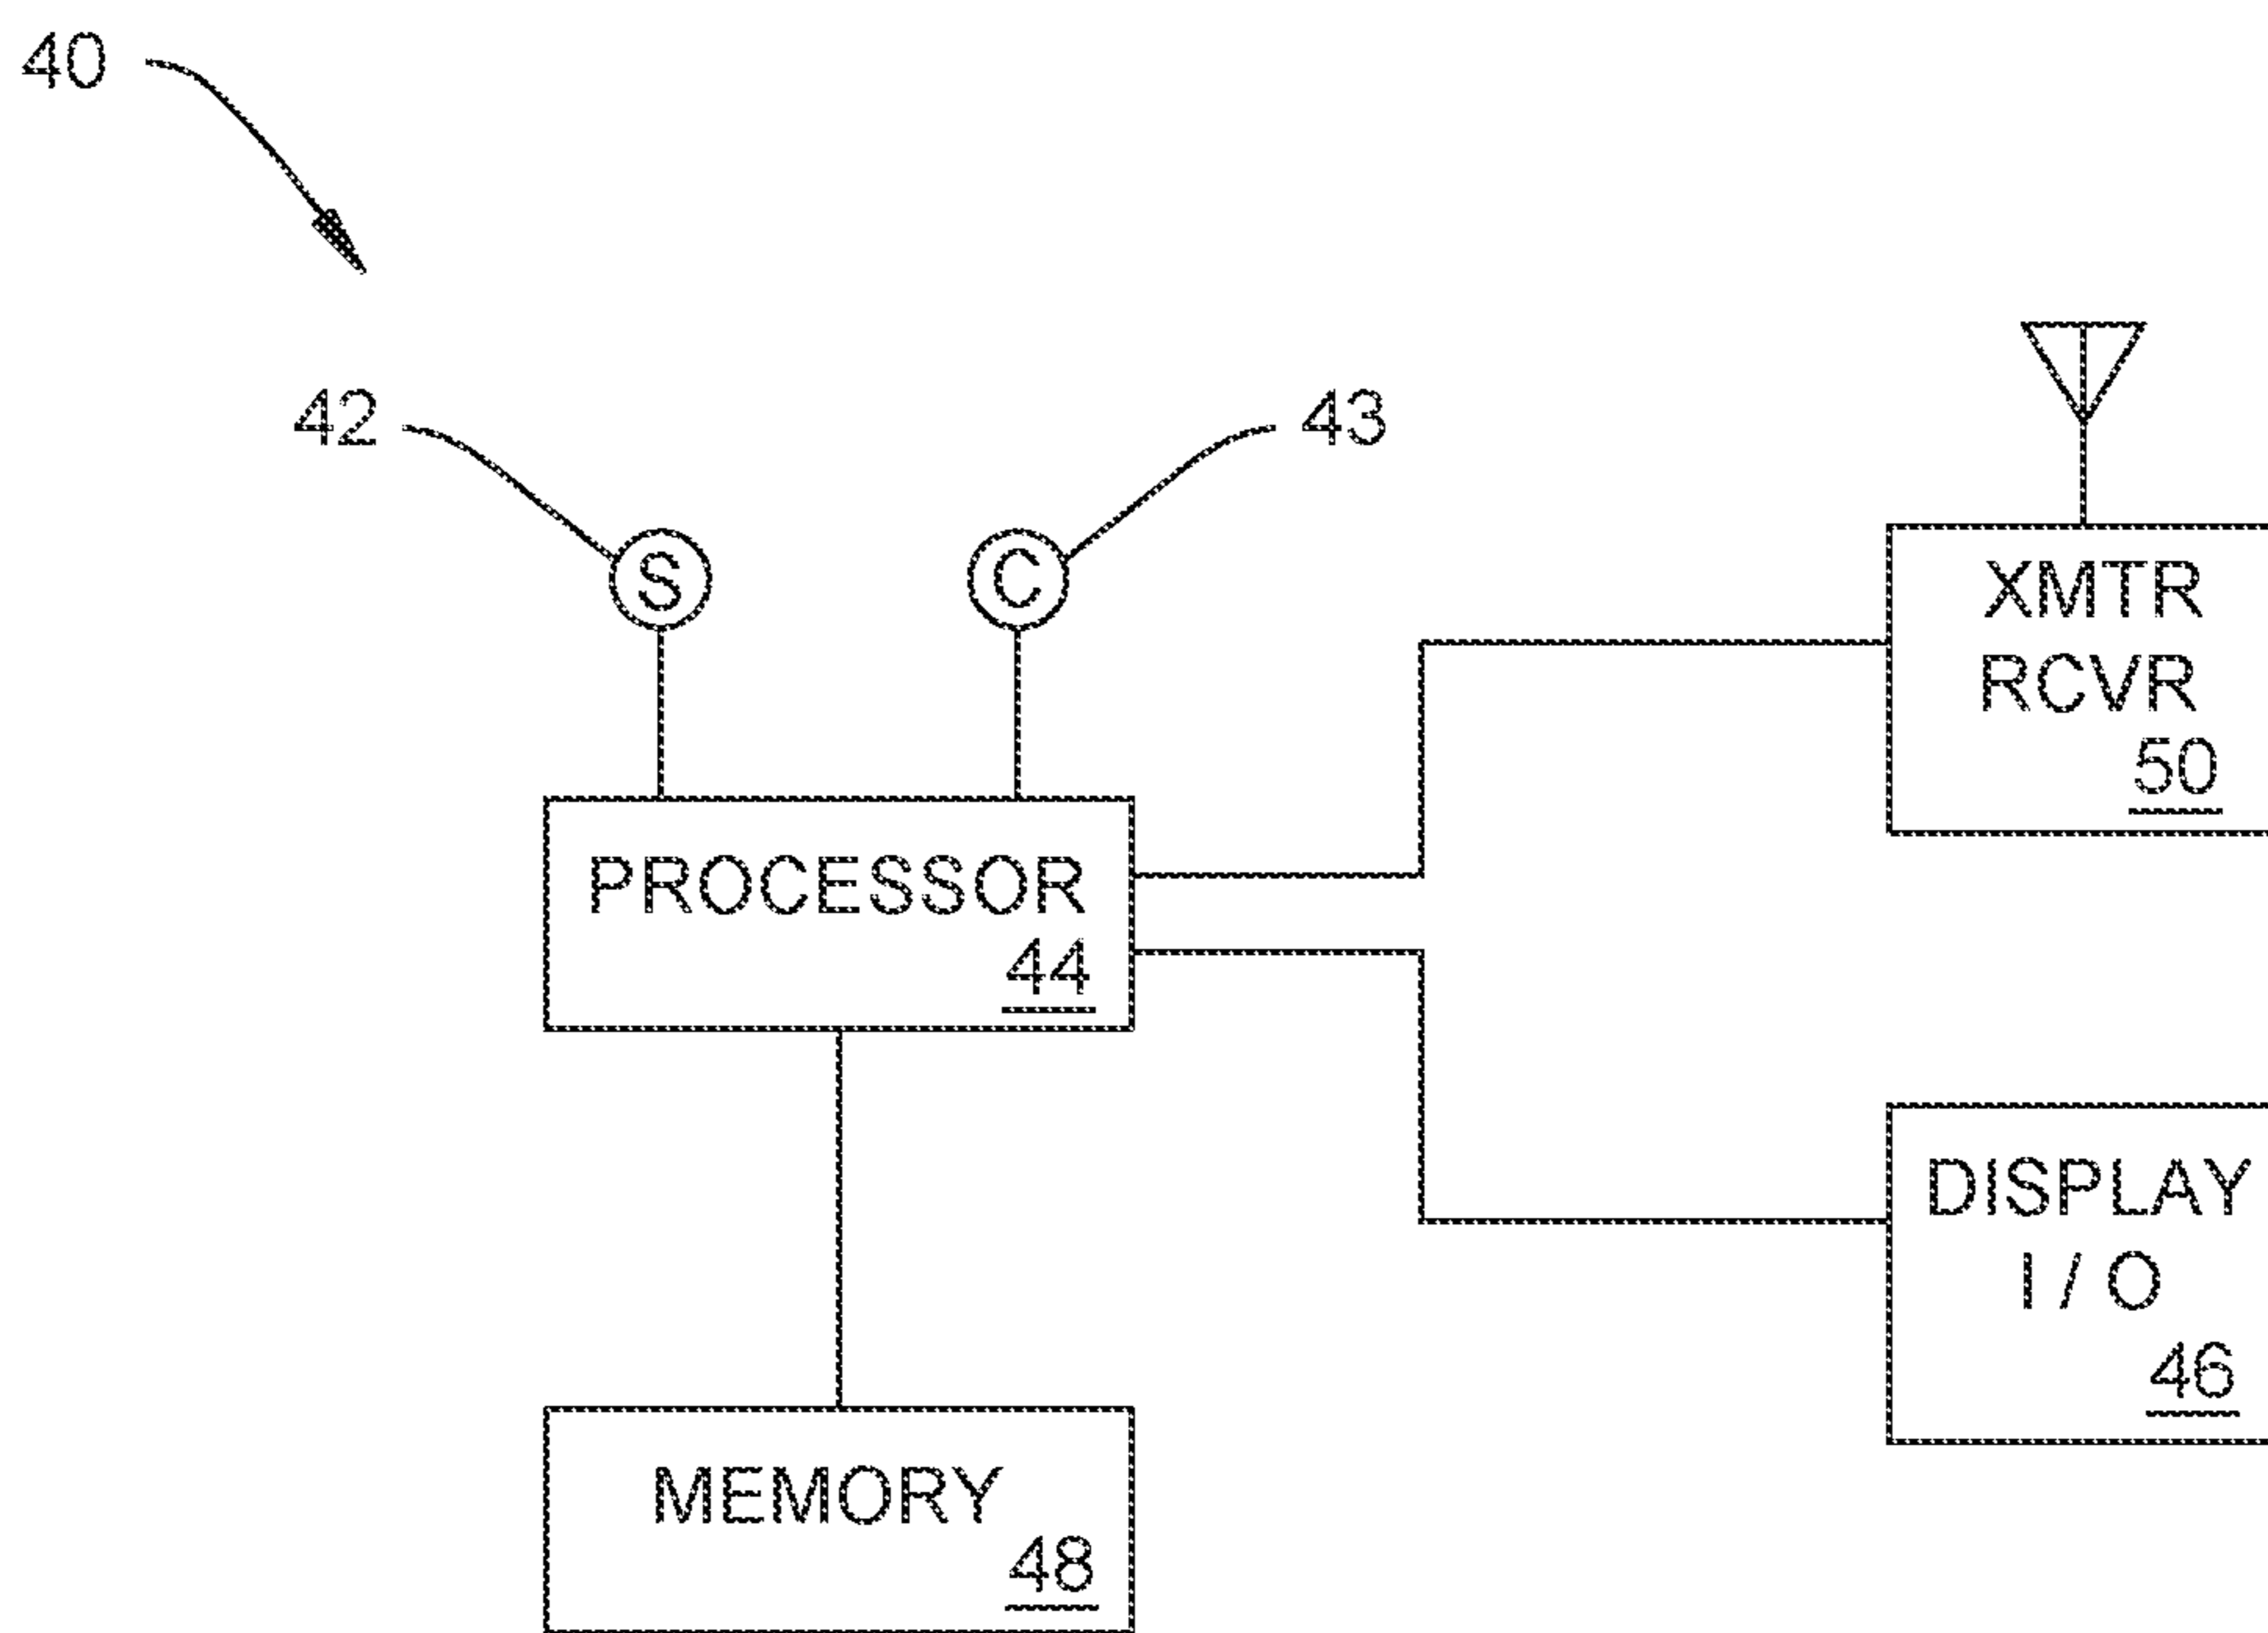 40
42
43
S
C
XMTR
RCVR
50
PROCESSOR
44
DISPLAY
I / O
46
MEMORY
48